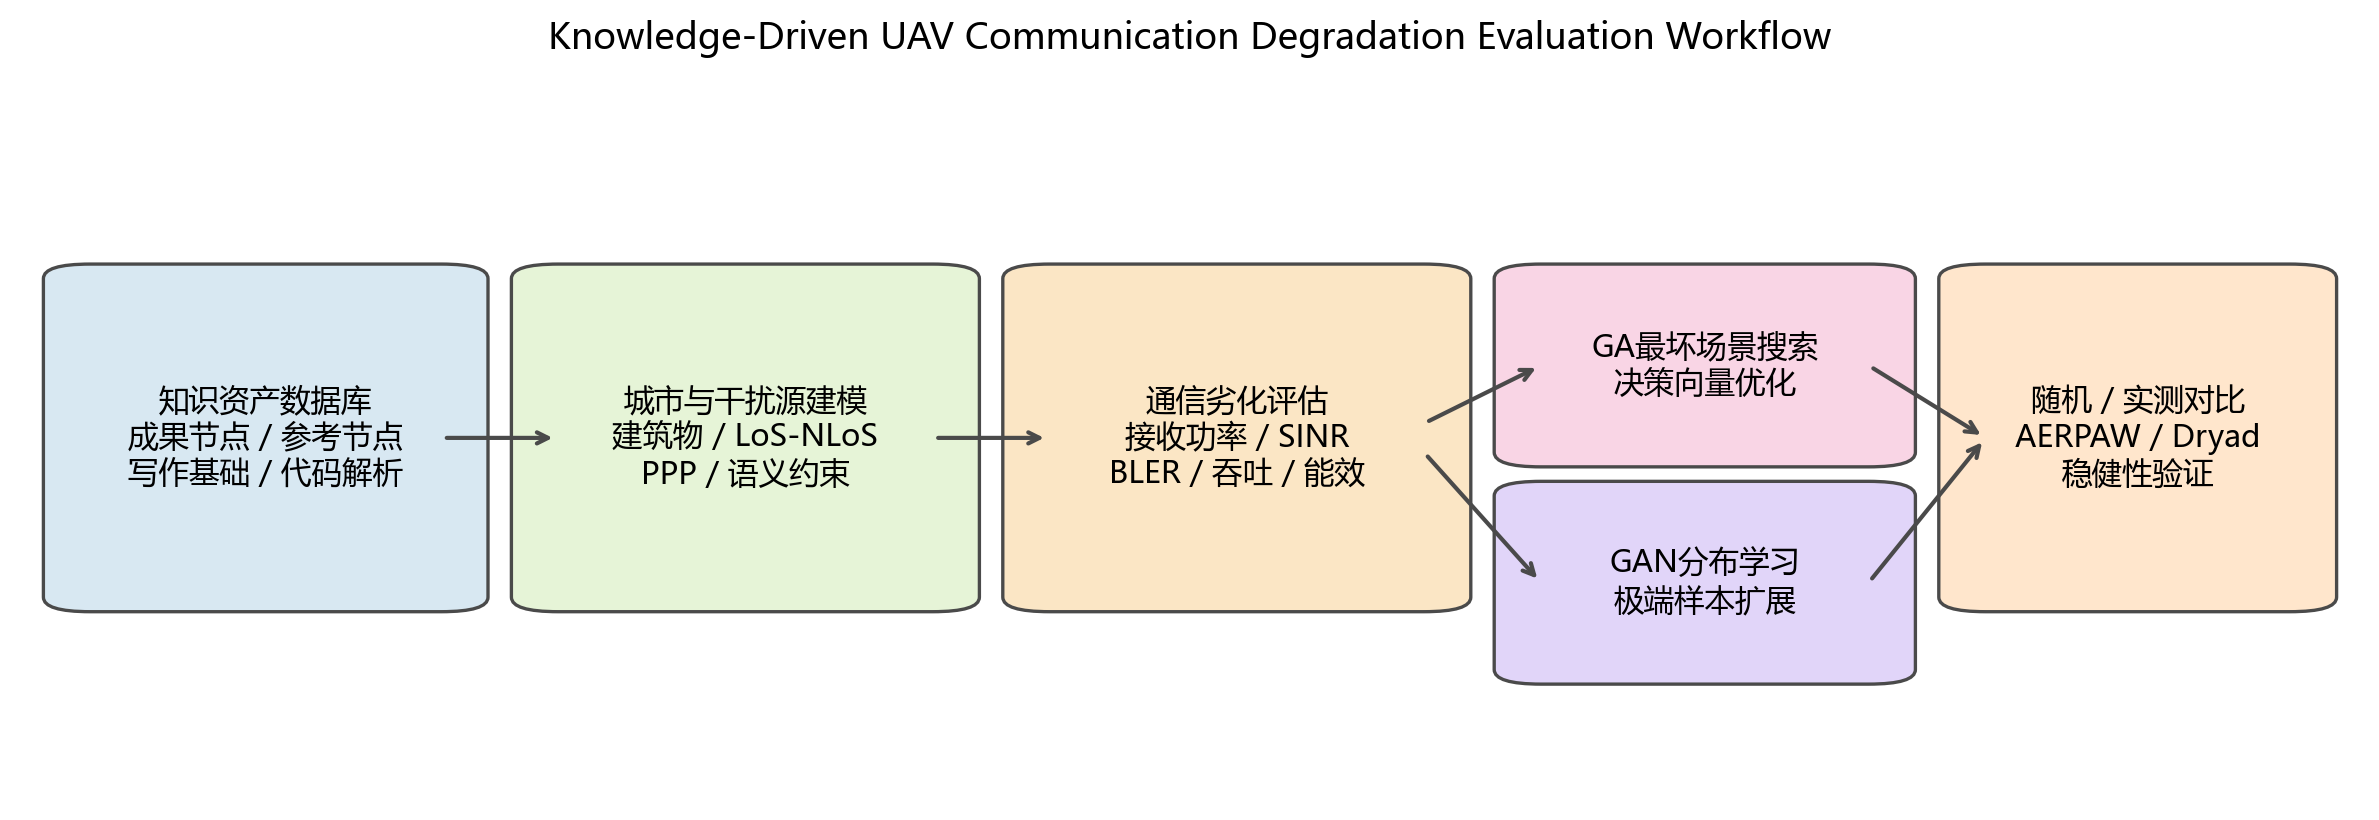 Knowledge-Driven UAV Communication Degradation Evaluation Workflow
知识资产数据库
成果节点 / 参考节点
写作基础 / 代码解析
城市与干扰源建模
建筑物 / LoS-NLoS
PPP / 语义约束
通信劣化评估
接收功率 / SINR
BLER / 吞吐 / 能效
GA最坏场景搜索
决策向量优化
GAN分布学习
极端样本扩展
随机 / 实测对比
AERPAW / Dryad
稳健性验证